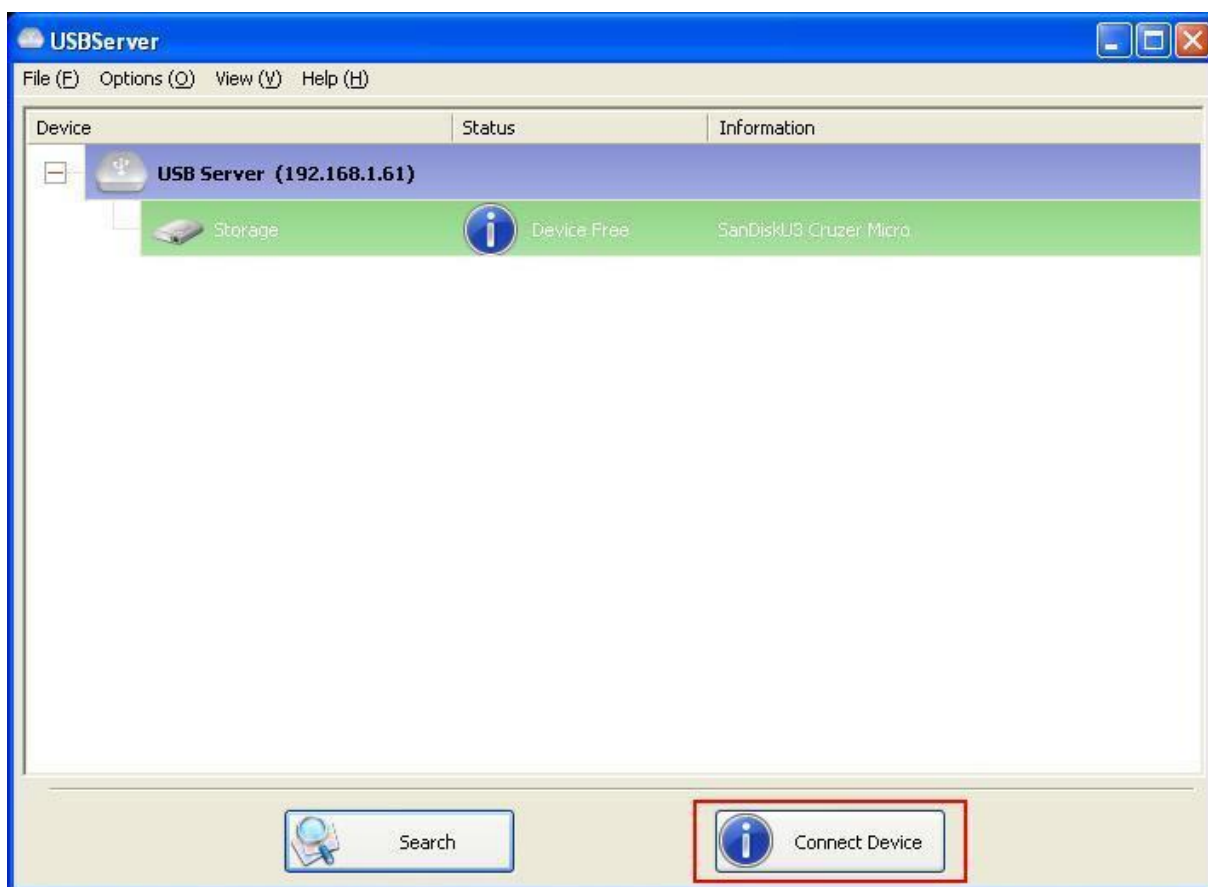 USBServer
File (F) Options (O) View (V) Help (H)
Device Status Information
USB Server (192.168.1.61)
Storage Device Free SanDiskU3 Cruzer Micro
Search Connect Device